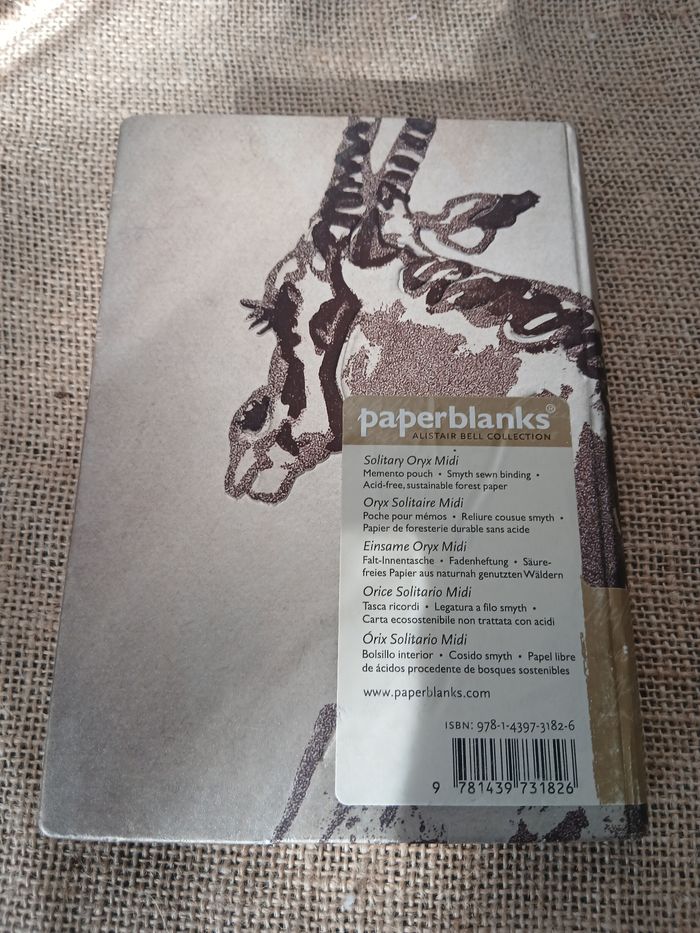 paperblanks®
ALISTAIR BELL COLLECTION
Solitary Oryx Midi
Memento pouch • Smyth sewn binding •
Acid-free, sustainable forest paper
Oryx Solitaire Midi
Poche pour mémos • Reliure cousue smyth •
Papier de foresterie durable sans acide
Einsame Oryx Midi
Falt-Innentasche • Fadenheftung • Säure-
freies Papier aus naturnah genutzten Wäldern
Orice Solitario Midi
Tasca ricordi • Legatura a filo smyth •
Carta ecosostenibile non trattata con acidi
Órix Solitario Midi
Bolsillo interior • Cosido smyth • Papel libre
de ácidos procedente de bosques sostenibles
www.paperblanks.com
ISBN: 978-1-4397-3182-6
9 781439 731826